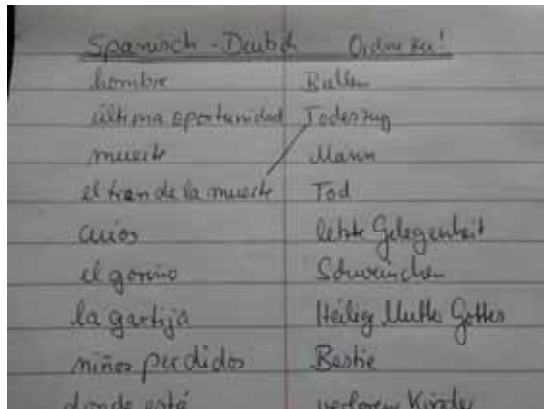 Spanisch - Deutsch Ordne zu!
hombre Bullen
última oportunidad Todeszug
muerte Mann
el tren de la muerte Tod
letzte Gelegenheit
el gorrino Schweinchen
la gartija Heilige Mutter Gottes
niños perdidos Bestie
donde está verlorene Kinder